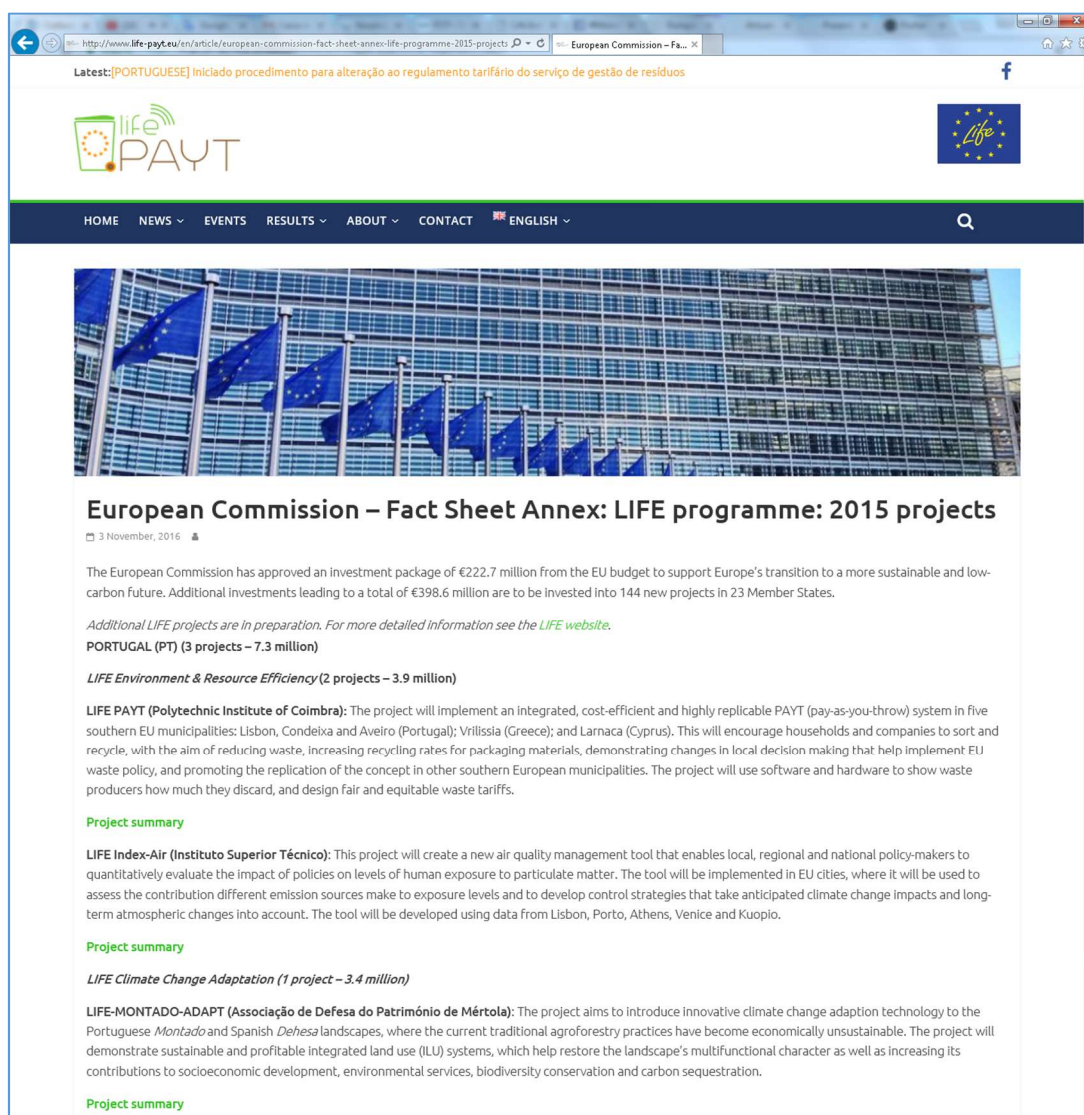 http://www.life-payt.eu/en/article/european-commission-fact-sheet-annex-life-programme-2015-projects
European Commission – Fa...
Latest:[PORTUGUESE] Iniciado procedimento para alteração ao regulamento tarifário do serviço de gestão de resíduos
f
life
PAYT
Life
HOME NEWS EVENTS RESULTS ABOUT CONTACT ENGLISH
European Commission – Fact Sheet Annex: LIFE programme: 2015 projects
3 November, 2016
The European Commission has approved an investment package of €222.7 million from the EU budget to support Europe's transition to a more sustainable and low-
carbon future. Additional investments leading to a total of €398.6 million are to be invested into 144 new projects in 23 Member States.
Additional LIFE projects are in preparation. For more detailed information see the LIFE website.
PORTUGAL (PT) (3 projects – 7.3 million)
LIFE Environment & Resource Efficiency (2 projects – 3.9 million)
LIFE PAYT (Polytechnic Institute of Coimbra): The project will implement an integrated, cost-efficient and highly replicable PAYT (pay-as-you-throw) system in five
southern EU municipalities: Lisbon, Condeixa and Aveiro (Portugal); Vrilissia (Greece); and Larnaca (Cyprus). This will encourage households and companies to sort and
recycle, with the aim of reducing waste, increasing recycling rates for packaging materials, demonstrating changes in local decision making that help implement EU
waste policy, and promoting the replication of the concept in other southern European municipalities. The project will use software and hardware to show waste
producers how much they discard, and design fair and equitable waste tariffs.
Project summary
LIFE Index-Air (Instituto Superior Técnico): This project will create a new air quality management tool that enables local, regional and national policy-makers to
quantitatively evaluate the impact of policies on levels of human exposure to particulate matter. The tool will be implemented in EU cities, where it will be used to
assess the contribution different emission sources make to exposure levels and to develop control strategies that take anticipated climate change impacts and long-
term atmospheric changes into account. The tool will be developed using data from Lisbon, Porto, Athens, Venice and Kuopio.
Project summary
LIFE Climate Change Adaptation (1 project – 3.4 million)
LIFE-MONTADO-ADAPT (Associação de Defesa do Património de Mértola): The project aims to introduce innovative climate change adaption technology to the
Portuguese Montado and Spanish Dehesa landscapes, where the current traditional agroforestry practices have become economically unsustainable. The project will
demonstrate sustainable and profitable integrated land use (ILU) systems, which help restore the landscape's multifunctional character as well as increasing its
contributions to socioeconomic development, environmental services, biodiversity conservation and carbon sequestration.
Project summary